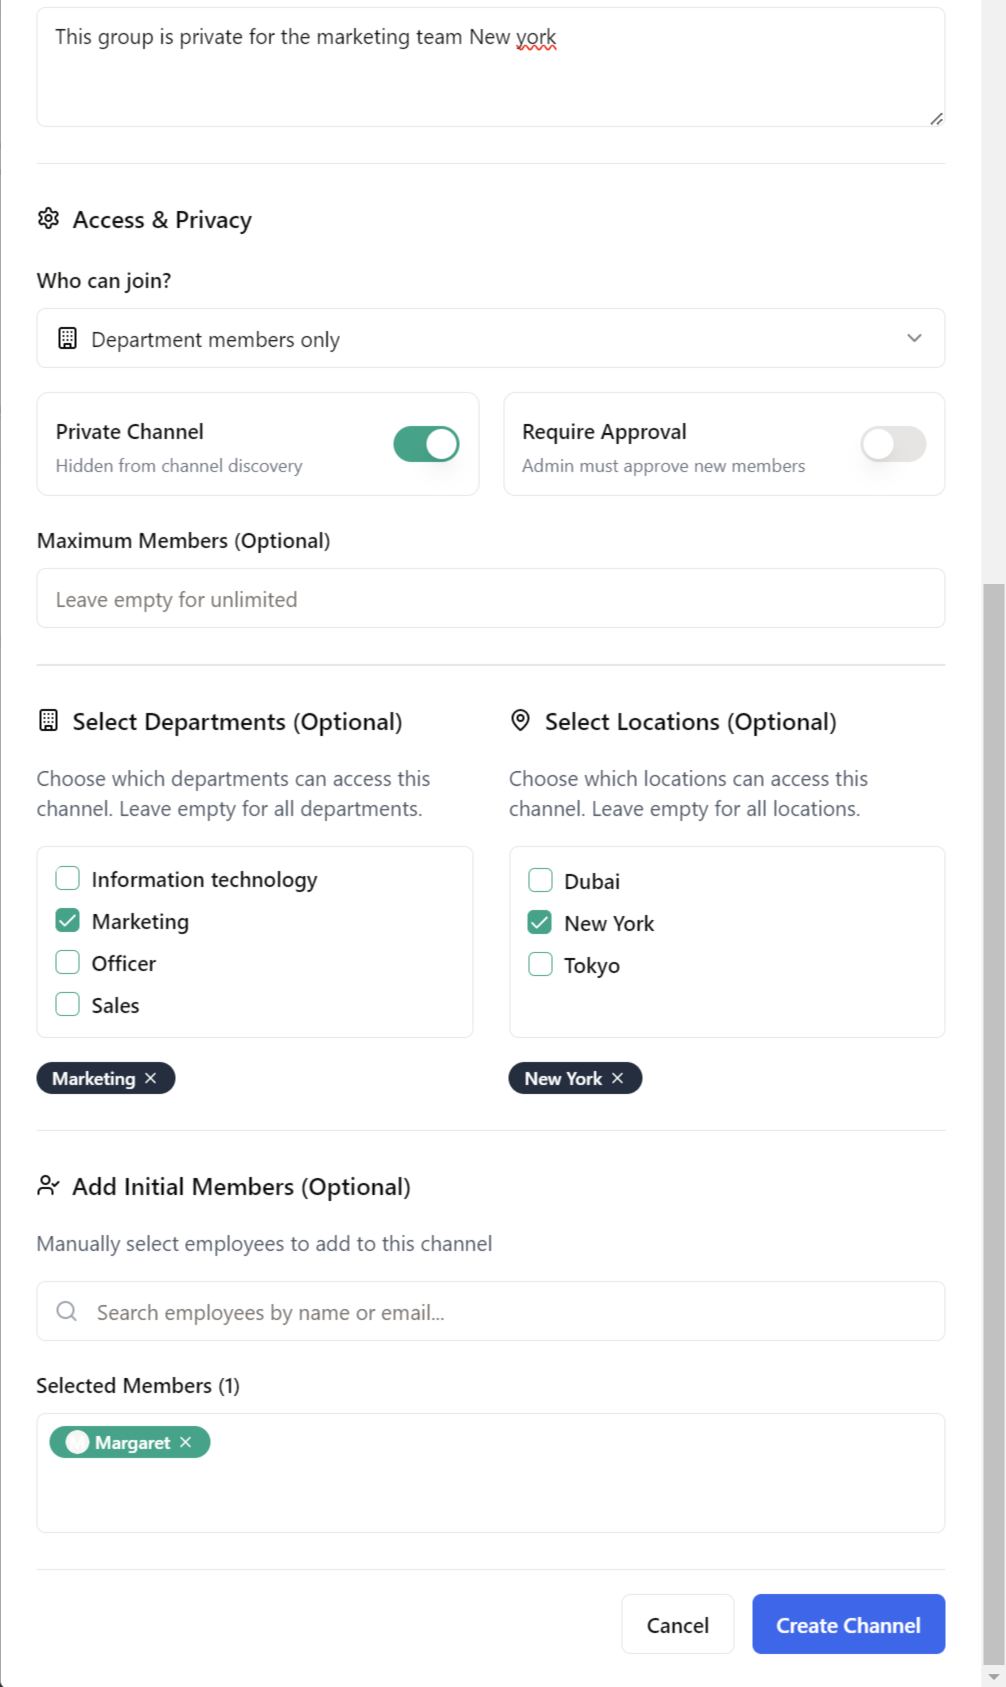 This group is private for the marketing team New york
Access & Privacy
Who can join?
Department members only
Private Channel
Hidden from channel discovery
Require Approval
Admin must approve new members
Maximum Members (Optional)
Leave empty for unlimited
Select Departments (Optional)
Choose which departments can access this
channel. Leave empty for all departments.
Information technology
Marketing
Officer
Sales
Marketing
Select Locations (Optional)
Choose which locations can access this
channel. Leave empty for all locations.
Dubai
New York
Tokyo
New York
Add Initial Members (Optional)
Manually select employees to add to this channel
Search employees by name or email...
Selected Members (1)
Margaret
Cancel
Create Channel